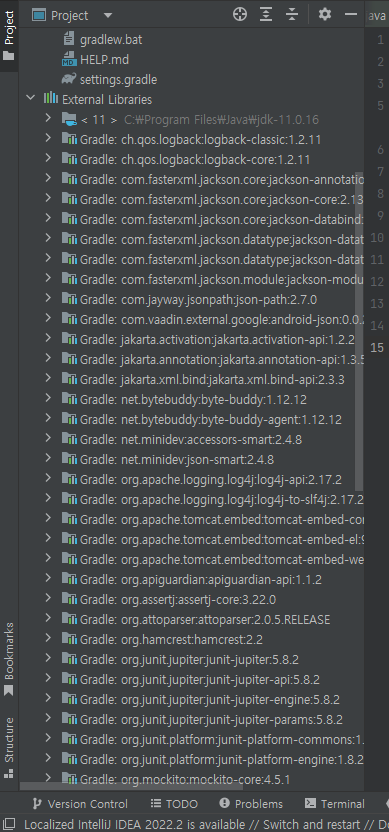 Project
Project
java
gradlew.bat
HELP.md
settings.gradle
External Libraries
< 11 > C:₩Program Files₩Java₩jdk-11.0.16
Gradle: ch.qos.logback:logback-classic:1.2.11
Gradle: ch.qos.logback:logback-core:1.2.11
Gradle: com.fasterxml.jackson.core:jackson-annotatio
Gradle: com.fasterxml.jackson.core:jackson-core:2.13
Gradle: com.fasterxml.jackson.core:jackson-databind:
Gradle: com.fasterxml.jackson.datatype:jackson-datat
Gradle: com.fasterxml.jackson.datatype:jackson-datat
Gradle: com.fasterxml.jackson.module:jackson-modu
Gradle: com.jayway.jsonpath:json-path:2.7.0
Gradle: com.vaadin.external.google:android-json:0.0.2
Gradle: jakarta.activation:jakarta.activation-api:1.2.2
Gradle: jakarta.annotation:jakarta.annotation-api:1.3.5
Gradle: jakarta.xml.bind:jakarta.xml.bind-api:2.3.3
Gradle: net.bytebuddy:byte-buddy:1.12.12
Gradle: net.bytebuddy:byte-buddy-agent:1.12.12
Gradle: net.minidev:accessors-smart:2.4.8
Gradle: net.minidev:json-smart:2.4.8
Gradle: org.apache.logging.log4j:log4j-api:2.17.2
Gradle: org.apache.logging.log4j:log4j-to-slf4j:2.17.2
Gradle: org.apache.tomcat.embed:tomcat-embed-cor
Gradle: org.apache.tomcat.embed:tomcat-embed-el:9
Gradle: org.apache.tomcat.embed:tomcat-embed-we
Gradle: org.apiguardian:apiguardian-api:1.1.2
Gradle: org.assertj:assertj-core:3.22.0
Gradle: org.attoparser:attoparser:2.0.5.RELEASE
Gradle: org.hamcrest:hamcrest:2.2
Gradle: org.junit.jupiter:junit-jupiter:5.8.2
Gradle: org.junit.jupiter:junit-jupiter-api:5.8.2
Gradle: org.junit.jupiter:junit-jupiter-engine:5.8.2
Gradle: org.junit.jupiter:junit-jupiter-params:5.8.2
Gradle: org.junit.platform:junit-platform-commons:1.
Gradle: org.junit.platform:junit-platform-engine:1.8.2
Gradle: org.mockito:mockito-core:4.5.1
1
2
3
6
7
8
9
10
11
12
13
14
15
Bookmarks
Structure
Version Control TODO Problems Terminal
Localized IntelliJ IDEA 2022.2 is available // Switch and restart // Do